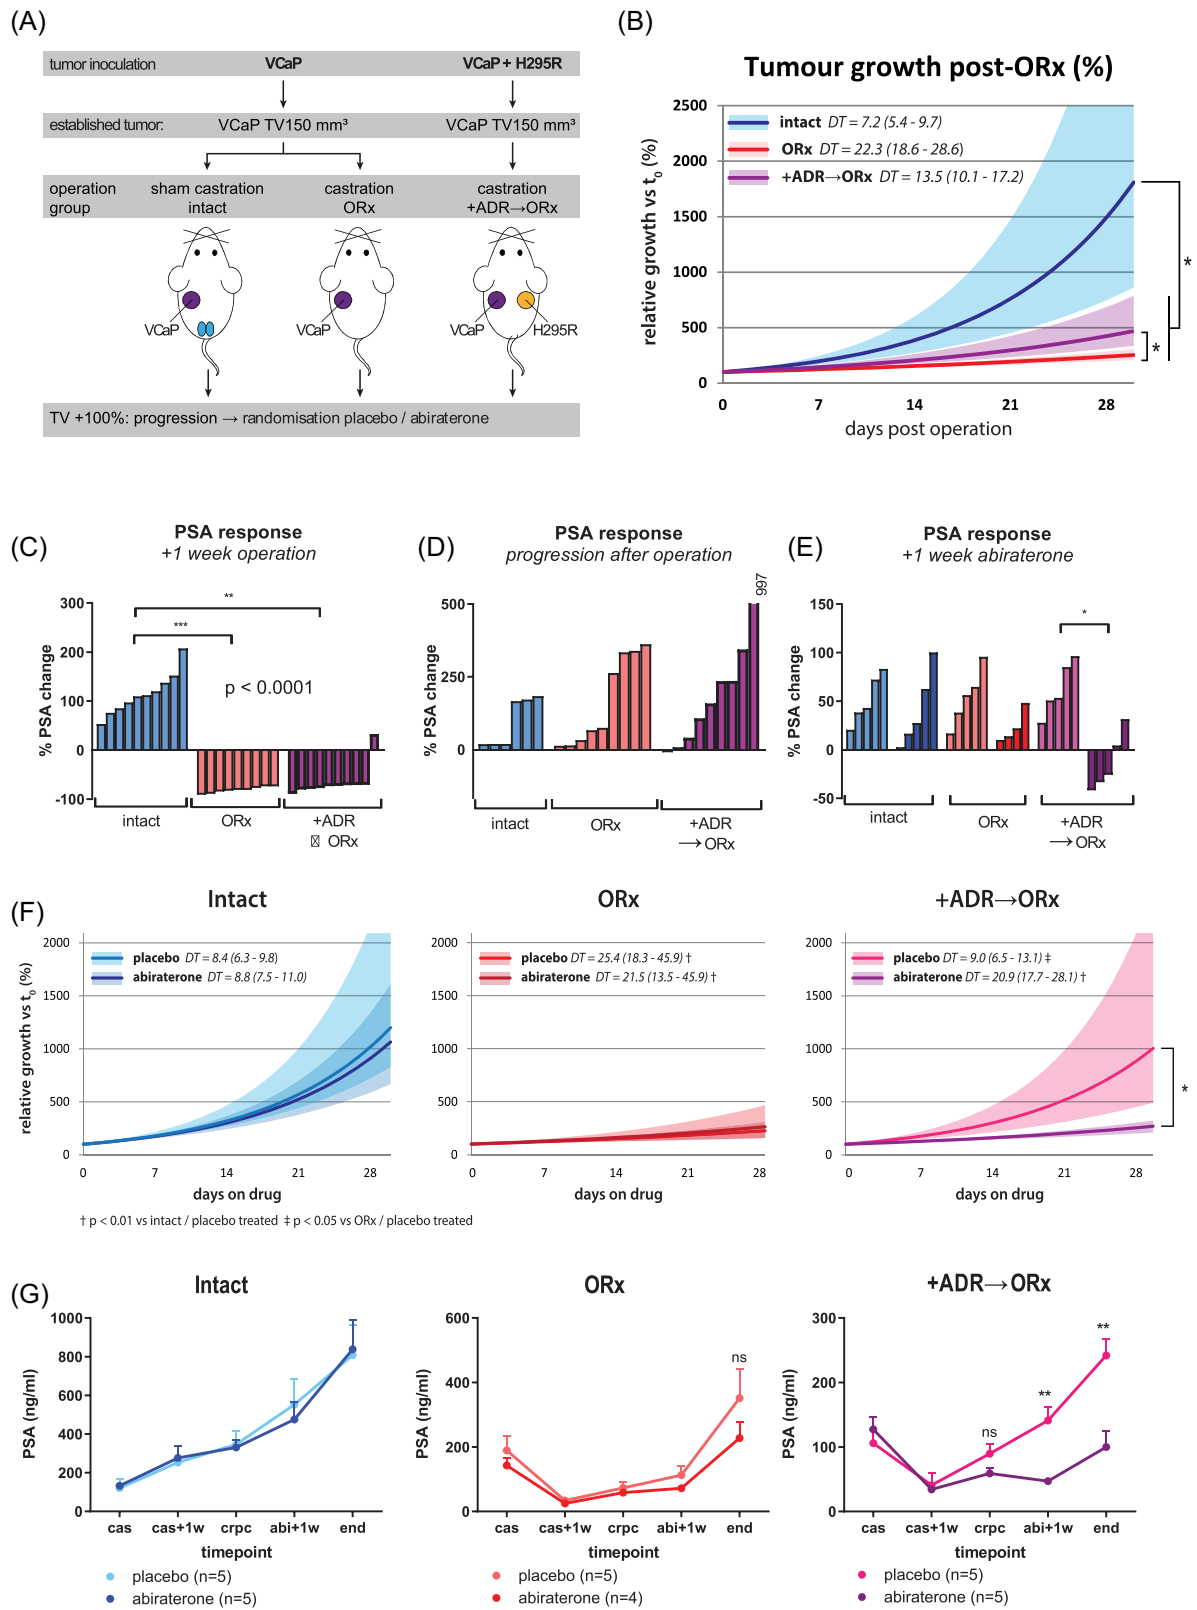 (A)
tumor inoculation VCaP VCaP + H295R
established tumor: VCaP TV150 mm³ VCaP TV150 mm³
operation group
sham castration intact
castration ORx
castration +ADR→ORx
VCaP VCaP VCaP H295R
TV +100%: progression → randomisation placebo / abiraterone
(B)
Tumour growth post-ORx (%)
relative growth vs t0 (%)
2500
2000
1500
1000
500
0
intact DT = 7.2 (5.4 - 9.7)
ORx DT = 22.3 (18.6 - 28.6)
+ADR→ORx DT = 13.5 (10.1 - 17.2)
*
*
0 7 14 21 28
days post operation
(C)
PSA response
+1 week operation
% PSA change
300
200
100
0
-100
**
***
p < 0.0001
intact ORx +ADR
ORx
(D)
PSA response
progression after operation
% PSA change
500
250
0
997
intact ORx +ADR
→ORx
(E)
PSA response
+1 week abiraterone
% PSA change
150
100
50
0
-50
*
intact ORx +ADR
→ORx
(F)
Intact
relative growth vs t0 (%)
2000
1500
1000
500
0
placebo DT = 8.4 (6.3 - 9.8)
abiraterone DT = 8.8 (7.5 - 11.0)
0 7 14 21 28
days on drug
ORx
2000
1500
1000
500
0
placebo DT = 25.4 (18.3 - 45.9) †
abiraterone DT = 21.5 (13.5 - 45.9) †
0 7 14 21 28
days on drug
+ADR→ORx
2000
1500
1000
500
0
placebo DT = 9.0 (6.5 - 13.1) ‡
abiraterone DT = 20.9 (17.7 - 28.1) †
*
0 7 14 21 28
days on drug
† p < 0.01 vs intact / placebo treated ‡ p < 0.05 vs ORx / placebo treated
(G)
Intact
PSA (ng/ml)
1000
800
600
400
200
0
cas cas+1w crpc abi+1w end
timepoint
placebo (n=5)
abiraterone (n=5)
ORx
PSA (ng/ml)
600
400
200
0
ns
cas cas+1w crpc abi+1w end
timepoint
placebo (n=5)
abiraterone (n=4)
+ADR→ORx
PSA (ng/ml)
300
200
100
0
ns
**
**
cas cas+1w crpc abi+1w end
timepoint
placebo (n=5)
abiraterone (n=5)